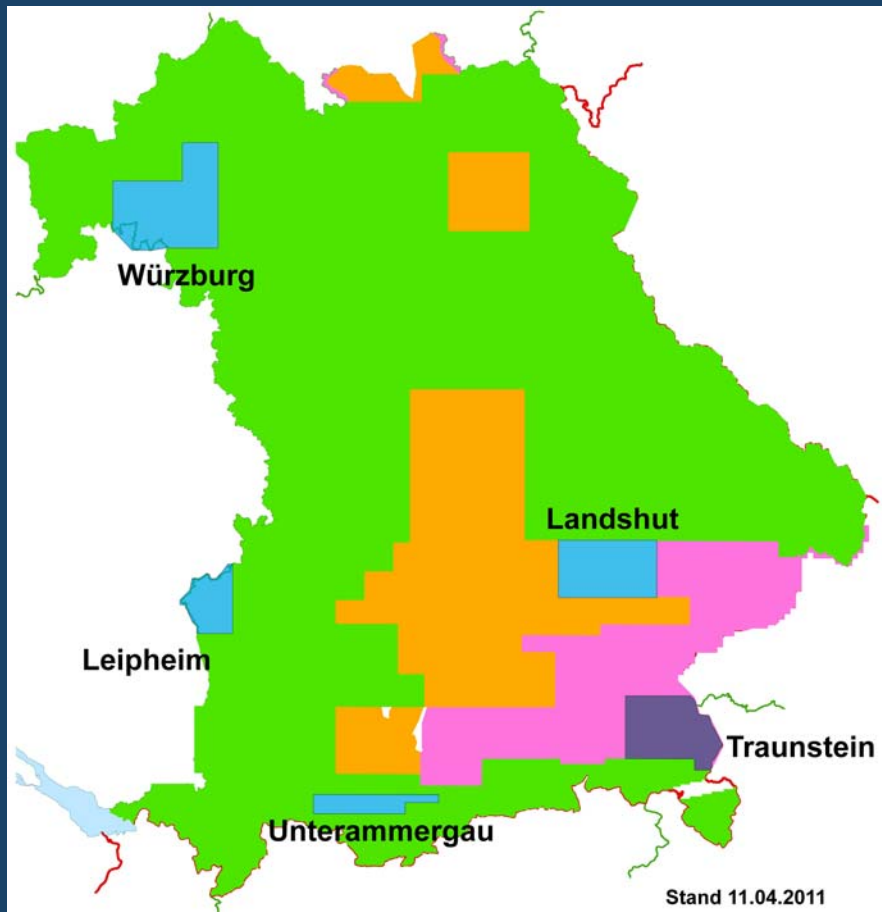 Würzburg
Landshut
Leipheim
Traunstein
Unterammergau
Stand 11.04.2011